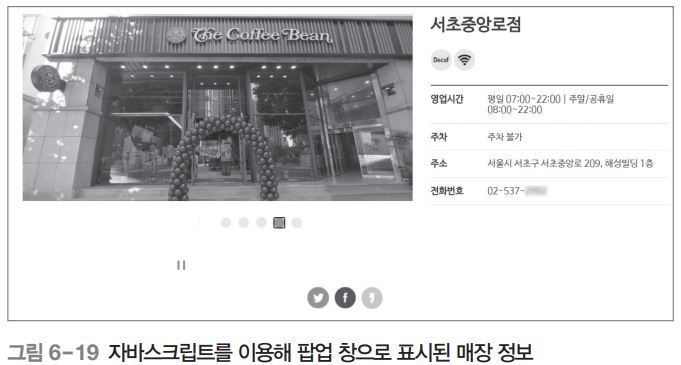 The Coffee Bean
서초중앙로점
Decaf
영업시간 평일 07:00~22:00 | 주말/공휴일
08:00~22:00
주차 주차 불가
주소 서울시 서초구 서초중앙로 209, 해성빌딩 1층
전화번호 02-537-
그림 6-19 자바스크립트를 이용해 팝업 창으로 표시된 매장 정보